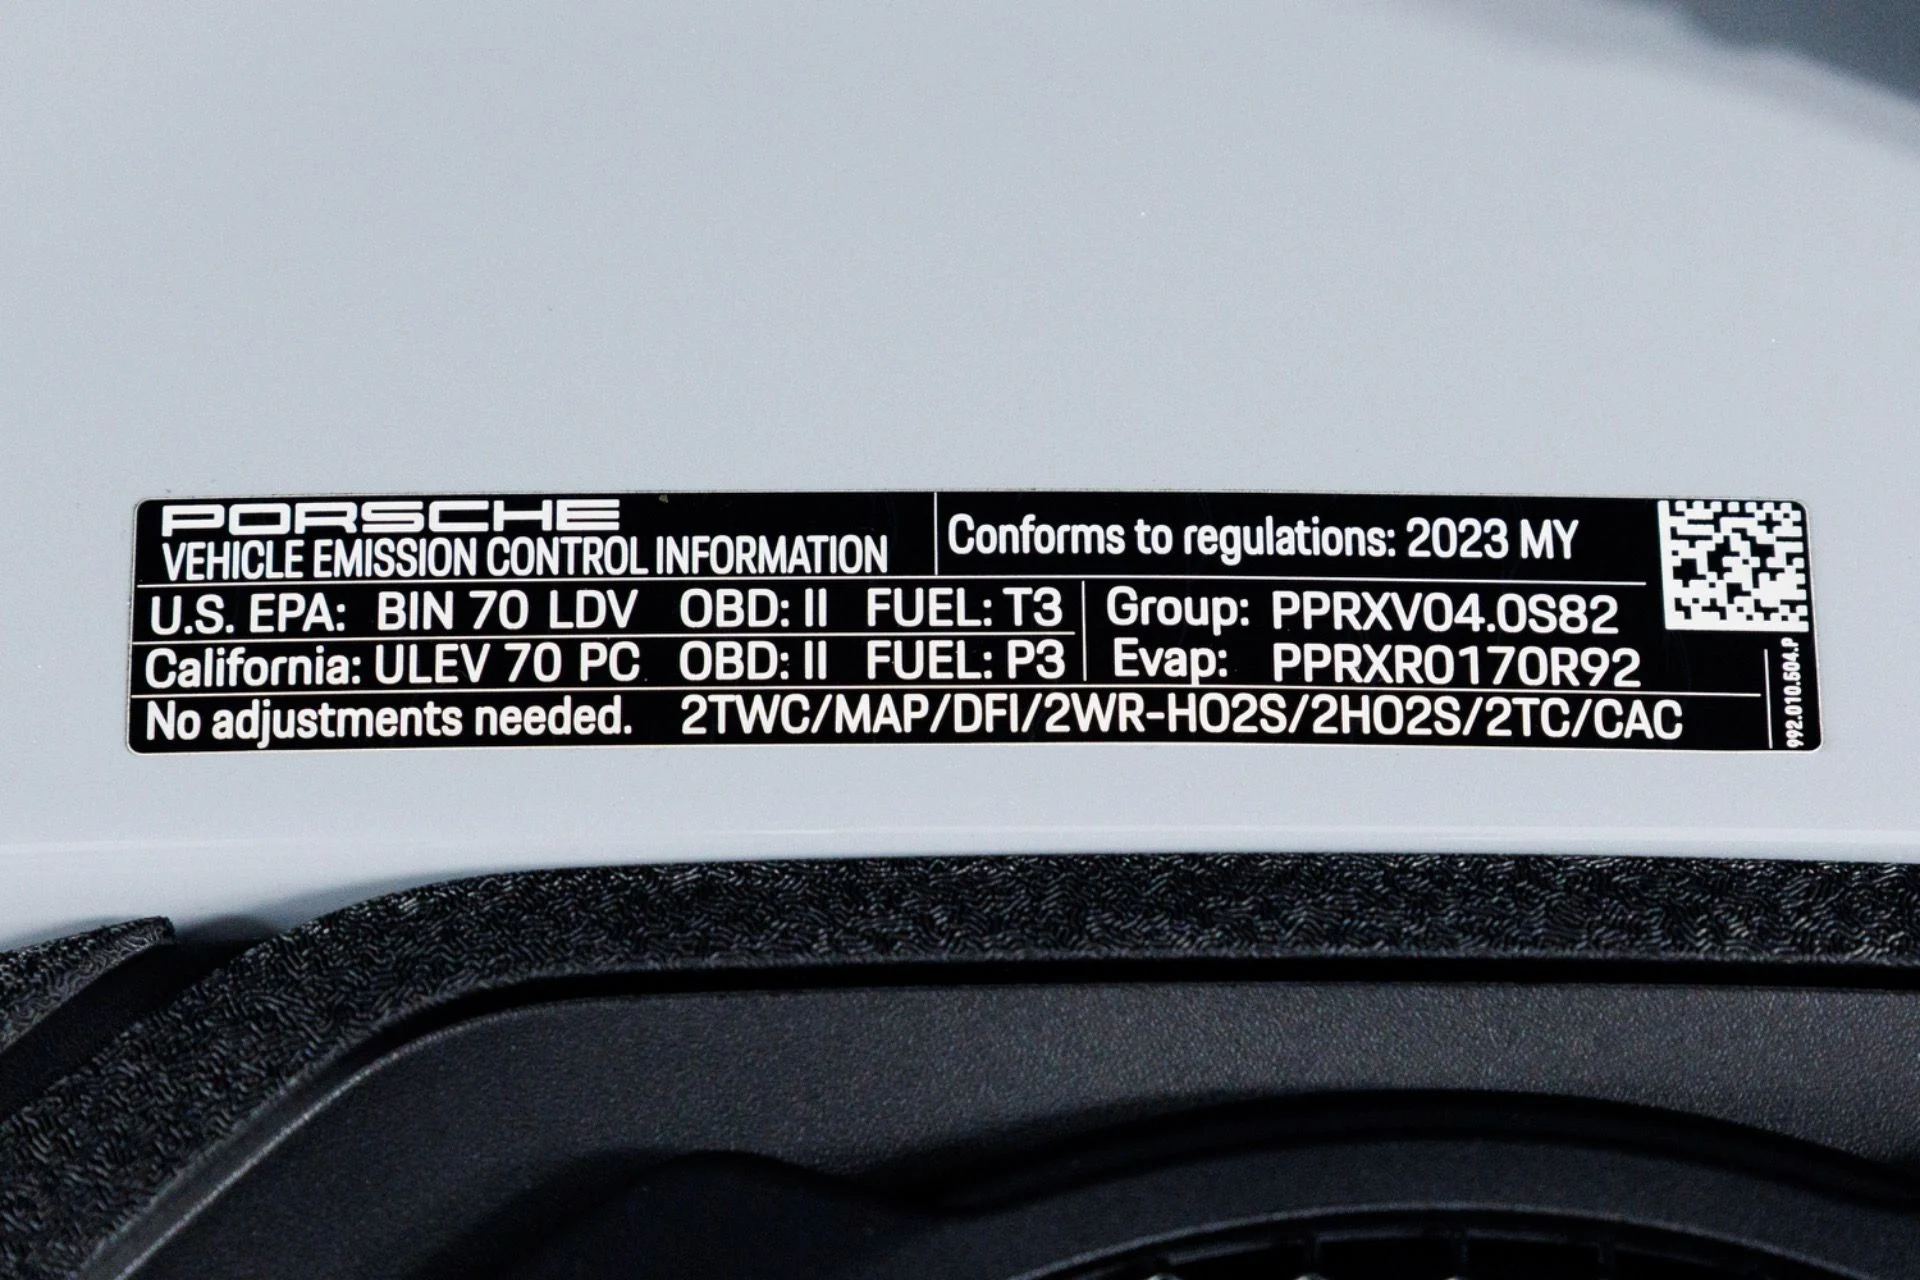 PORSCHE
VEHICLE EMISSION CONTROL INFORMATION
Conforms to regulations: 2023 MY
U.S. EPA: BIN 70 LDV OBD: II FUEL: T3
Group: PPRXV04.0S82
California: ULEV 70 PC OBD: II FUEL: P3
Evap: PPRXR0170R92
No adjustments needed. 2TWC/MAP/DFI/2WR-HO2S/2HO2S/2TC/CAC
992.010.604.P